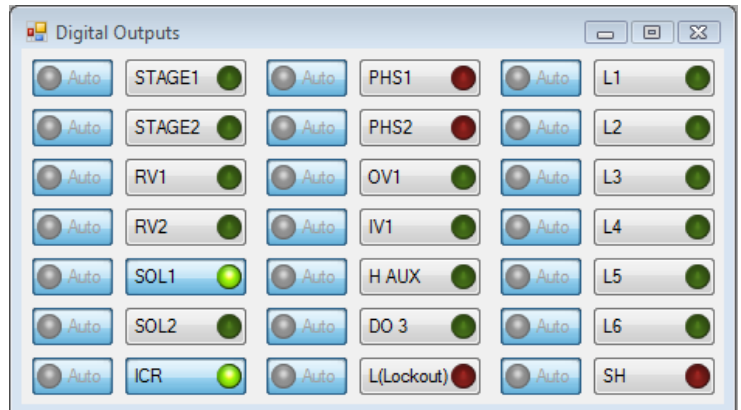 Digital Outputs
Auto STAGE1 Auto PHS1 Auto L1
Auto STAGE2 Auto PHS2 Auto L2
Auto RV1 Auto OV1 Auto L3
Auto RV2 Auto IV1 Auto L4
Auto SOL1 Auto H AUX Auto L5
Auto SOL2 Auto DO 3 Auto L6
Auto ICR Auto L(Lockout) Auto SH